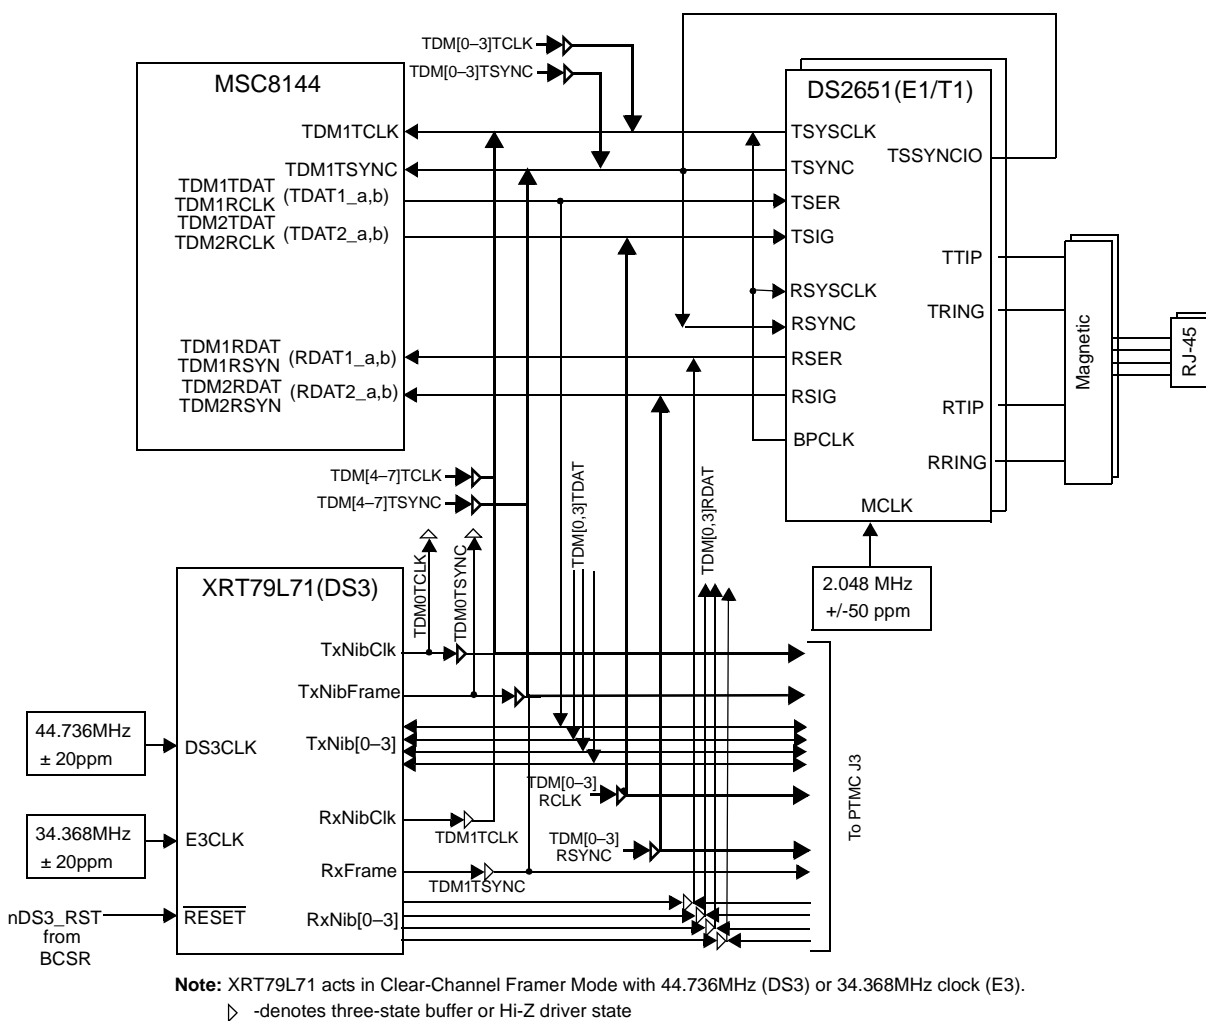 TDM[0–3]TCLK
TDM[0–3]TSYNC
MSC8144
TDM1TCLK
TDM1TSYNC
TDM1TDAT
TDM1RCLK
(TDAT1_a,b)
TDM2TDAT
TDM2RCLK
(TDAT2_a,b)
TDM1RDAT
TDM1RSYN
(RDAT1_a,b)
TDM2RDAT
TDM2RSYN
(RDAT2_a,b)
DS2651(E1/T1)
TSYSCLK
TSSYNCIO
TSYNC
TSER
TSIG
TTIP
RSYSCLK
TRING
RSYNC
RSER
RSIG
RTIP
BPCLK
RRING
MCLK
Magnetic
RJ-45
2.048 MHz
+/-50 ppm
TDM[4–7]TCLK
TDM[4–7]TSYNC
TDM0TCLK
TDM0TSYNC
TDM[0,3]TDAT
TDM[0,3]RDAT
XRT79L71(DS3)
TxNibClk
TxNibFrame
TxNib[0–3]
DS3CLK
E3CLK
RxNibClk
RxFrame
RxNib[0–3]
RESET
44.736MHz
± 20ppm
34.368MHz
± 20ppm
nDS3_RST
from
BCSR
TDM[0–3]
RCLK
TDM[0–3]
RSYNC
TDM1TCLK
TDM1TSYNC
To PTMC J3
Note: XRT79L71 acts in Clear-Channel Framer Mode with 44.736MHz (DS3) or 34.368MHz clock (E3).
-denotes three-state buffer or Hi-Z driver state